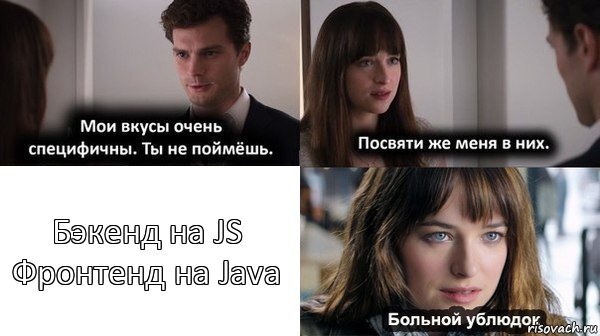 Мои вкусы очень
специфичны. Ты не поймёшь.
Посвяти же меня в них.
Бэкенд на JS
Фронтенд на Java
Больной ублюдок
risovach.ru